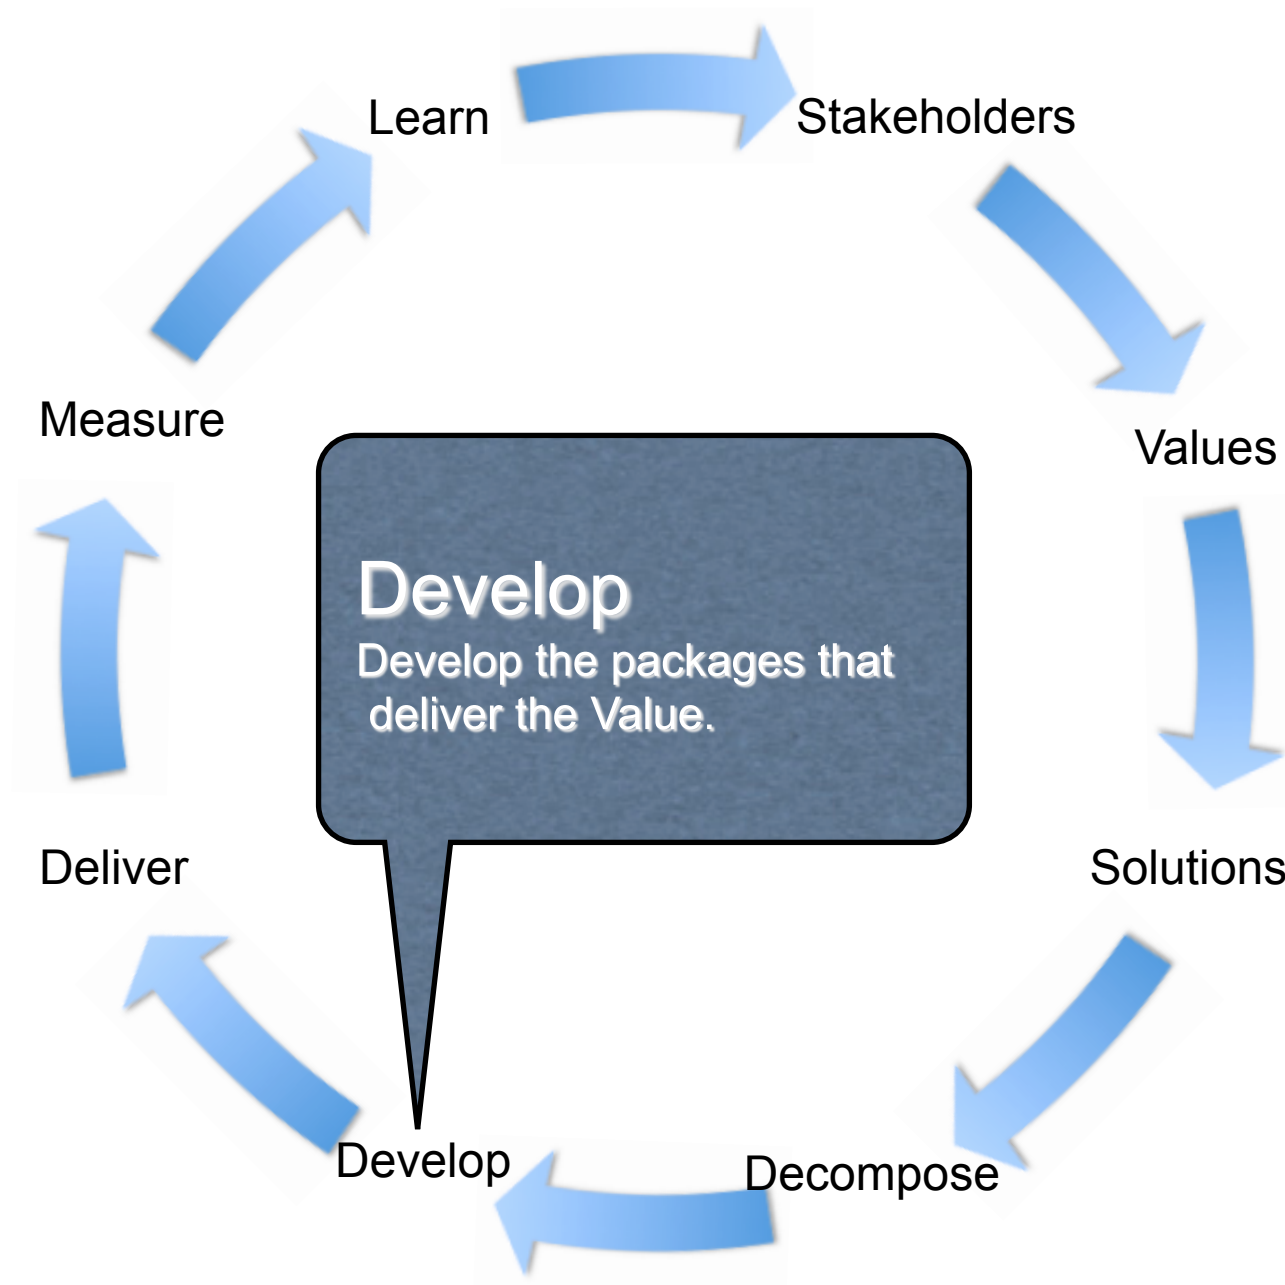 Learn
Stakeholders
Measure
Values
Develop
Develop the packages that
deliver the Value.
Deliver
Solutions
Develop
Decompose